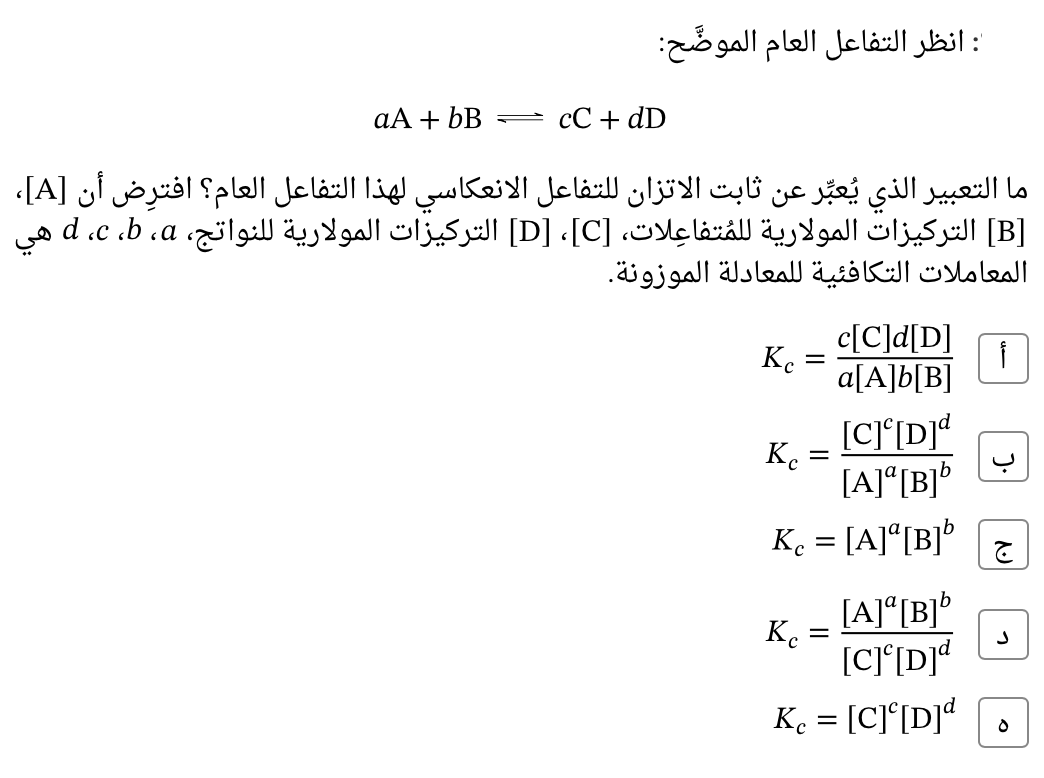 : انظر التفاعل العام الموضَّح:
aA + bB ⇌ cC + dD
ما التعبير الذي يُعبِّر عن ثابت الاتزان للتفاعل الانعكاسي لهذا التفاعل العام؟ افترِض أن [A]،
[B] التركيزات المولارية للمُتفاعِلات، [C]، [D] التركيزات المولارية للنواتج، a، b، c، d هي
المعاملات التكافئية للمعادلة الموزونة.
أ K_c = \frac{c[C]d[D]}{a[A]b[B]}
ب K_c = \frac{[C]^c[D]^d}{[A]^a[B]^b}
ج K_c = [A]^a[B]^b
د K_c = \frac{[A]^a[B]^b}{[C]^c[D]^d}
ه K_c = [C]^c[D]^d